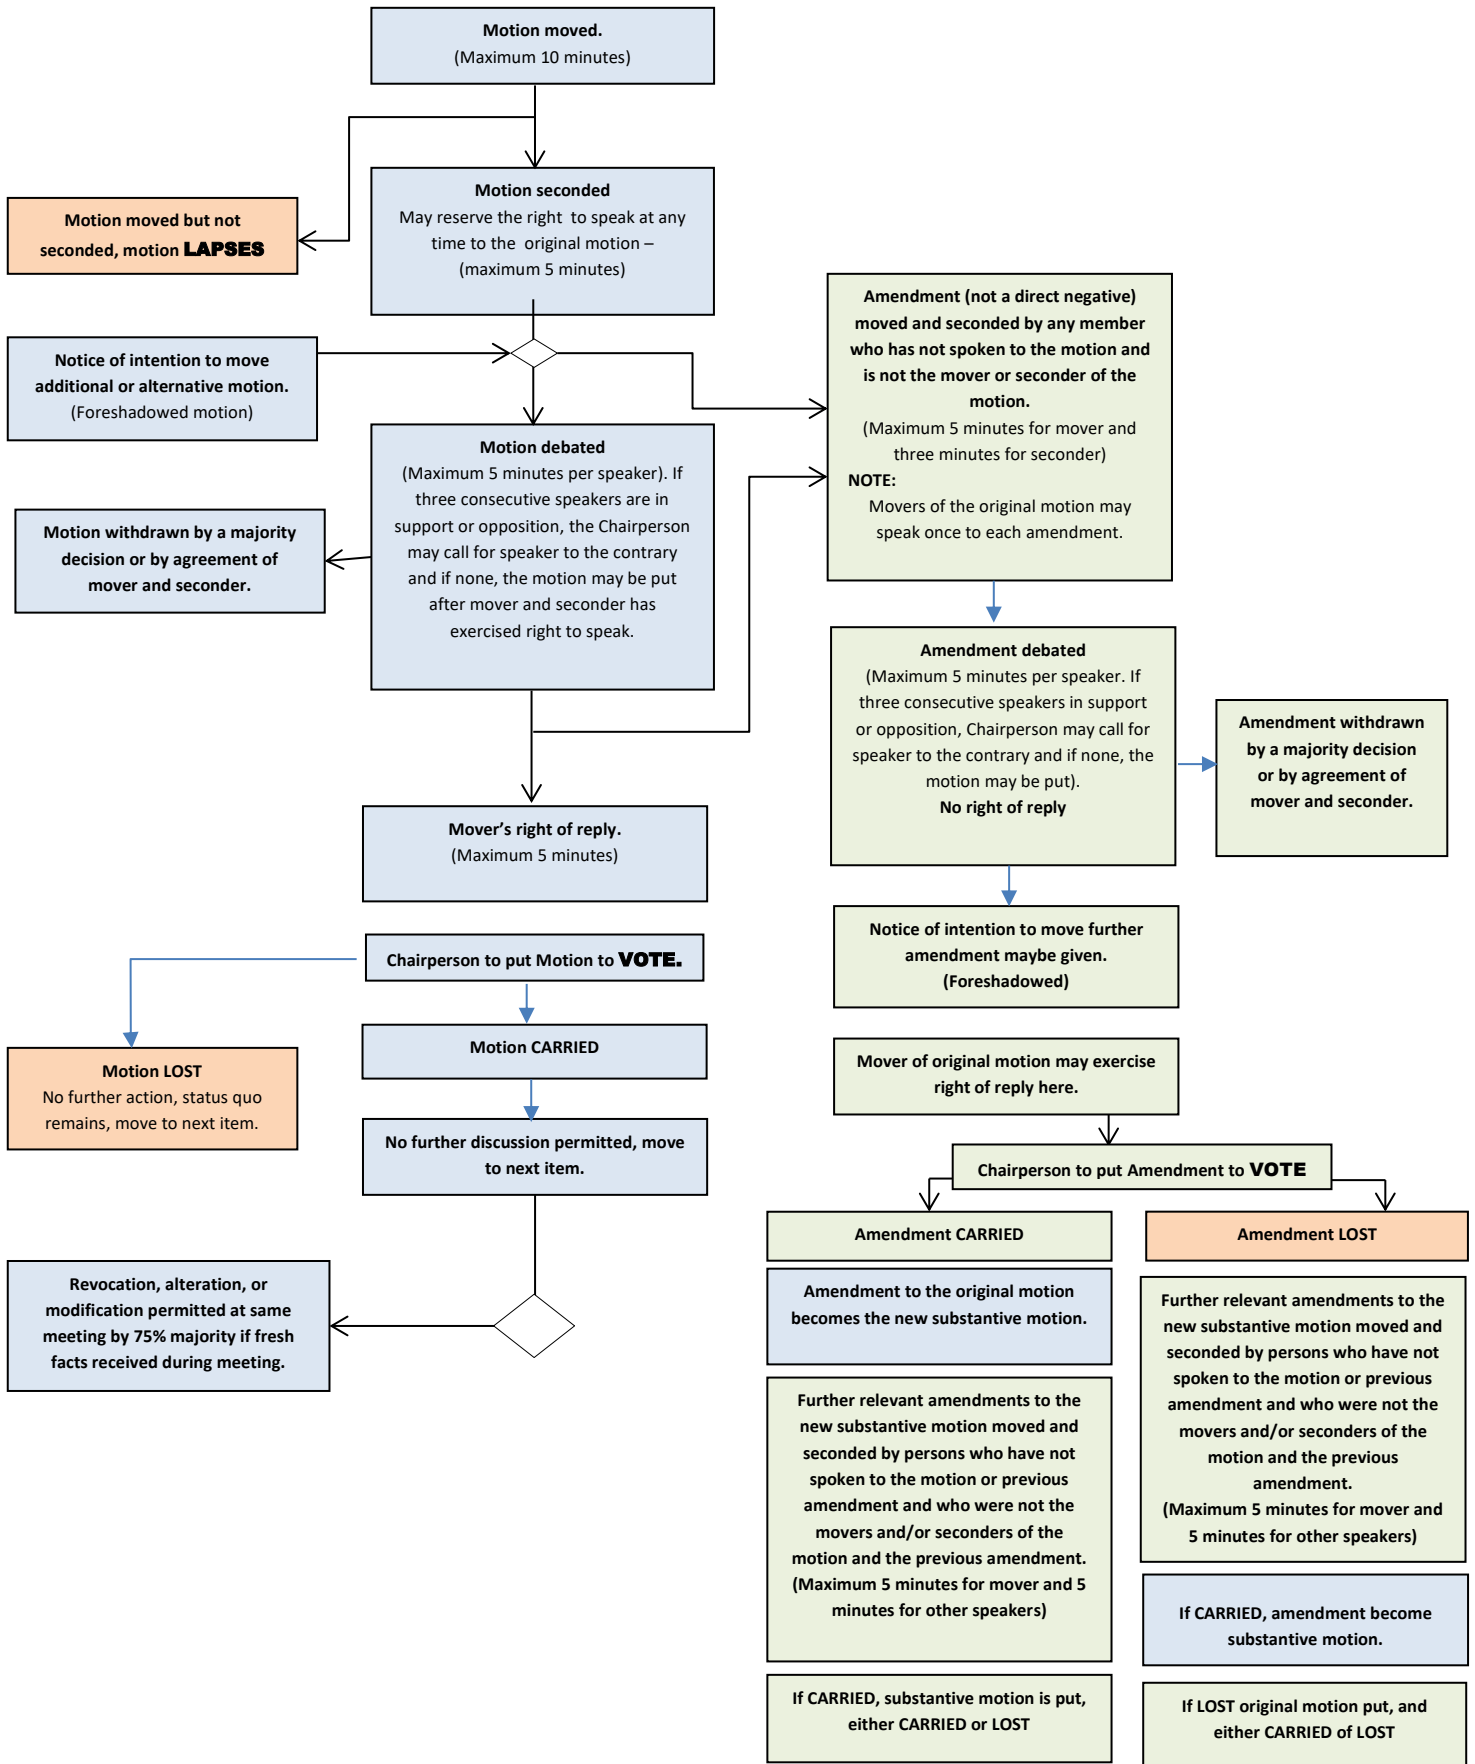 Motion moved.
(Maximum 10 minutes)
Motion seconded
May reserve the right to speak at any
time to the original motion –
(maximum 5 minutes)
Motion moved but not
seconded, motion LAPSES
Notice of intention to move
additional or alternative motion.
(Foreshadowed motion)
Motion debated
(Maximum 5 minutes per speaker). If
three consecutive speakers are in
support or opposition, the Chairperson
may call for speaker to the contrary
and if none, the motion may be put
after mover and seconder has
exercised right to speak.
Motion withdrawn by a majority
decision or by agreement of
mover and seconder.
Mover’s right of reply.
(Maximum 5 minutes)
Chairperson to put Motion to VOTE.
Motion CARRIED
Motion LOST
No further action, status quo
remains, move to next item.
No further discussion permitted, move
to next item.
Revocation, alteration, or
modification permitted at same
meeting by 75% majority if fresh
facts received during meeting.
Amendment (not a direct negative)
moved and seconded by any member
who has not spoken to the motion and
is not the mover or seconder of the
motion.
(Maximum 5 minutes for mover and
three minutes for seconder)
NOTE:
Movers of the original motion may
speak once to each amendment.
Amendment debated
(Maximum 5 minutes per speaker. If
three consecutive speakers in support
or opposition, Chairperson may call for
speaker to the contrary and if none, the
motion may be put).
No right of reply
Amendment withdrawn
by a majority decision
or by agreement of
mover and seconder.
Notice of intention to move further
amendment maybe given.
(Foreshadowed)
Mover of original motion may exercise
right of reply here.
Chairperson to put Amendment to VOTE
Amendment CARRIED
Amendment to the original motion
becomes the new substantive motion.
Further relevant amendments to the
new substantive motion moved and
seconded by persons who have not
spoken to the motion or previous
amendment and who were not the
movers and/or seconders of the
motion and the previous amendment.
(Maximum 5 minutes for mover and 5
minutes for other speakers)
If CARRIED, substantive motion is put,
either CARRIED or LOST
Amendment LOST
Further relevant amendments to the
new substantive motion moved and
seconded by persons who have not
spoken to the motion or previous
amendment and who were not the
movers and/or seconders of the
motion and the previous
amendment.
(Maximum 5 minutes for mover and
5 minutes for other speakers)
If CARRIED, amendment become
substantive motion.
If LOST original motion put, and
either CARRIED of LOST